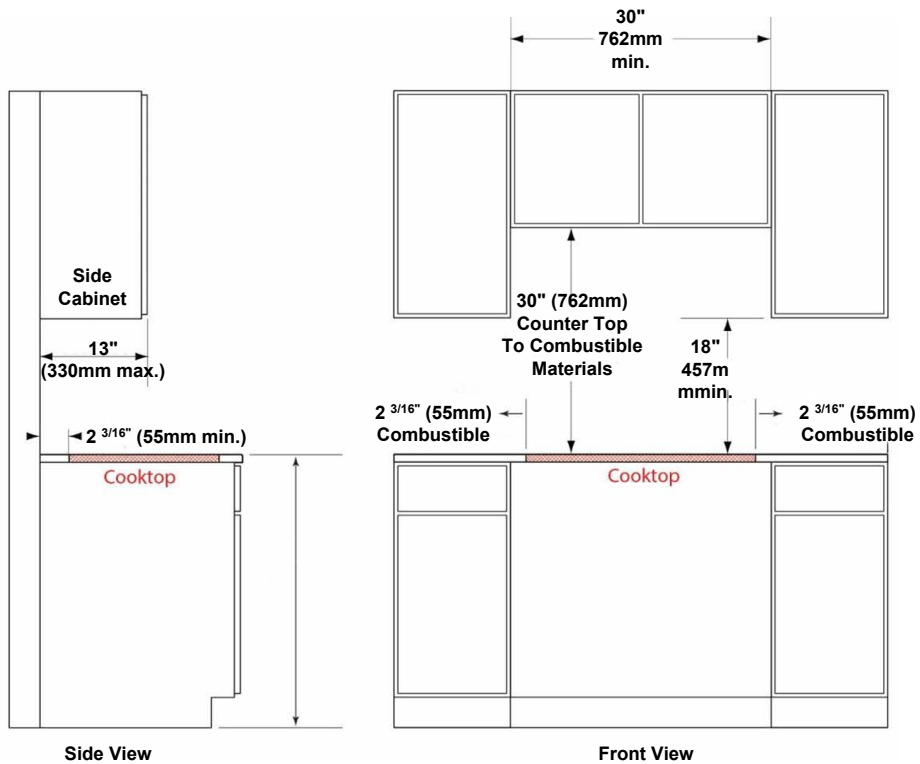 30"
762mm
min.
Side
Cabinet
13"
(330mm max.)
2 3/16" (55mm min.)
Cooktop
30" (762mm)
Counter Top
To Combustible
Materials
18"
457m
mmin.
2 3/16" (55mm)
Combustible
2 3/16" (55mm)
Combustible
Cooktop
Side View
Front View